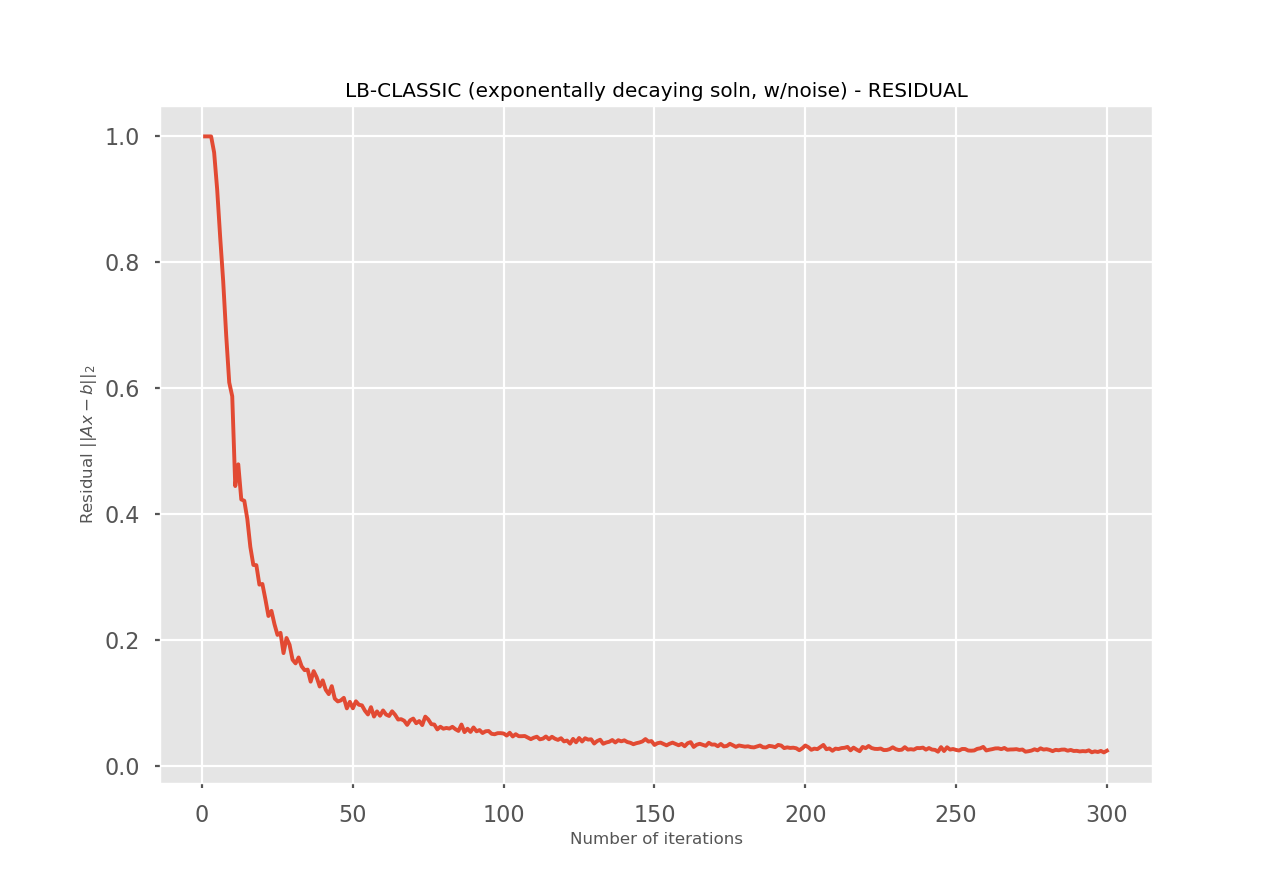 LB-CLASSIC (exponentially decaying soln, w/noise) - RESIDUAL
Residual ||Ax − b||₂
1.0
0.8
0.6
0.4
0.2
0.0
0 50 100 150 200 250 300
Number of iterations